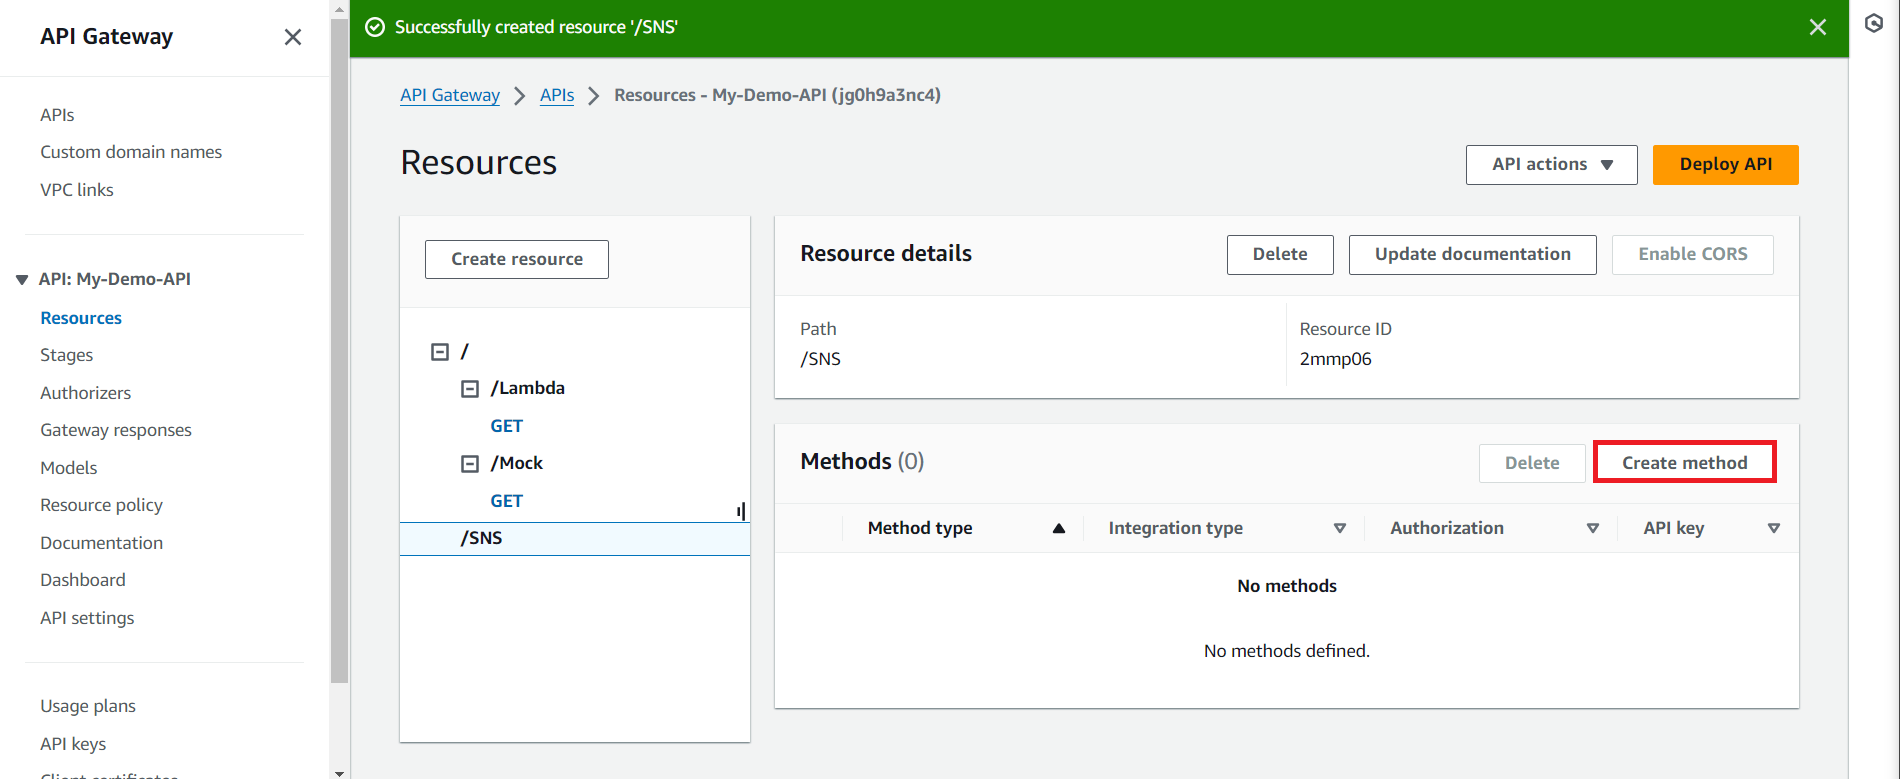 API Gateway
APIs
Custom domain names
VPC links
API: My-Demo-API
Resources
Stages
Authorizers
Gateway responses
Models
Resource policy
Documentation
Dashboard
API settings
Usage plans
API keys
Client certificates
Successfully created resource '/SNS'
API Gateway > APIs > Resources - My-Demo-API (jg0h9a3nc4)
Resources
API actions
Deploy API
Create resource
/
/Lambda
GET
/Mock
GET
/SNS
Resource details
Delete
Update documentation
Enable CORS
Path
/SNS
Resource ID
2mmp06
Methods (0)
Delete
Create method
Method type
Integration type
Authorization
API key
No methods
No methods defined.